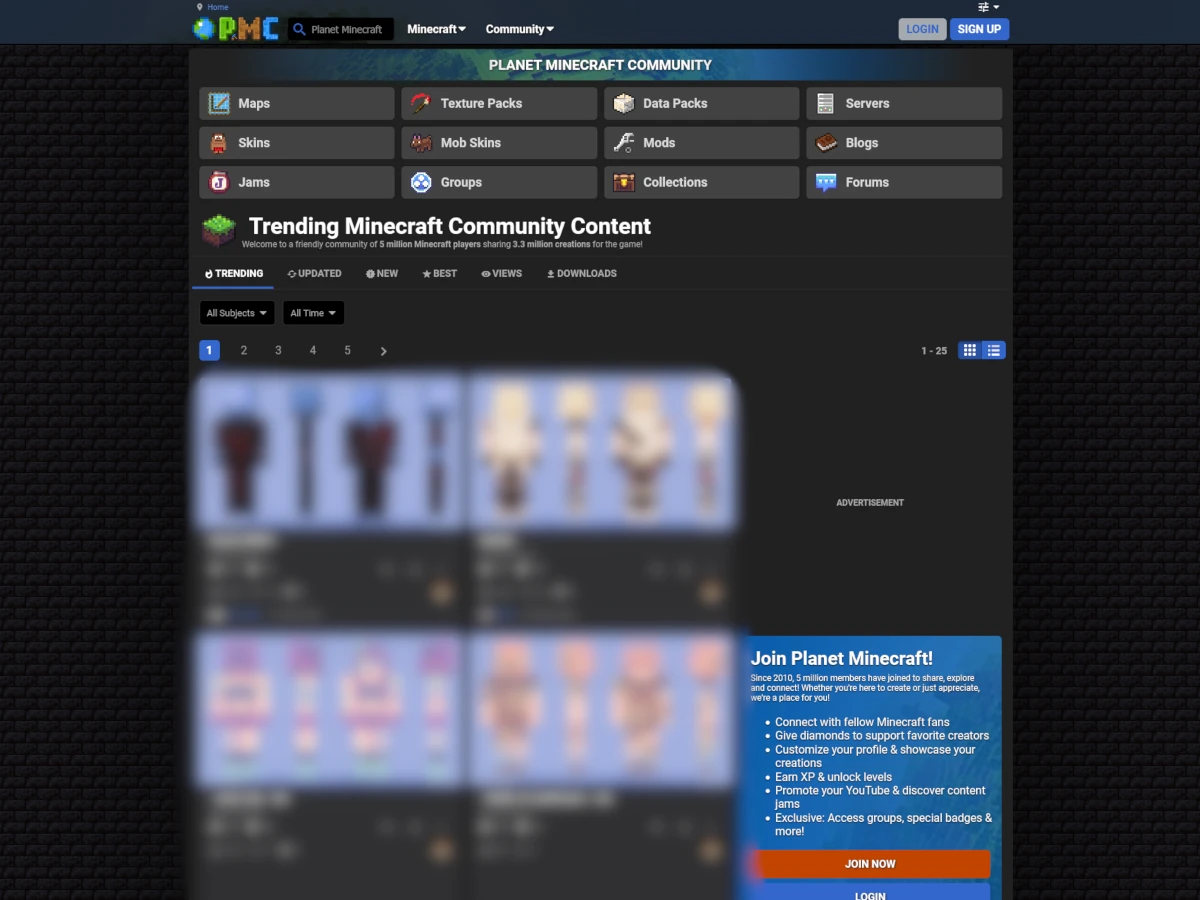 Home
PMC
Planet Minecraft
Minecraft
Community
LOGIN
SIGN UP
PLANET MINECRAFT COMMUNITY
Maps
Texture Packs
Data Packs
Servers
Skins
Mob Skins
Mods
Blogs
Jams
Groups
Collections
Forums
Trending Minecraft Community Content
Welcome to a friendly community of 5 million Minecraft players sharing 3.3 million creations for the game!
TRENDING
UPDATED
NEW
BEST
VIEWS
DOWNLOADS
All Subjects
All Time
1
2
3
4
5
1 - 25
ADVERTISEMENT
Join Planet Minecraft!
Since 2010, 5 million members have joined to share, explore
and connect! Whether you're here to create or just appreciate,
we're a place for you!
Connect with fellow Minecraft fans
Give diamonds to support favorite creators
Customize your profile & showcase your
creations
Earn XP & unlock levels
Promote your YouTube & discover content
jams
Exclusive: Access groups, special badges &
more!
JOIN NOW
LOGIN